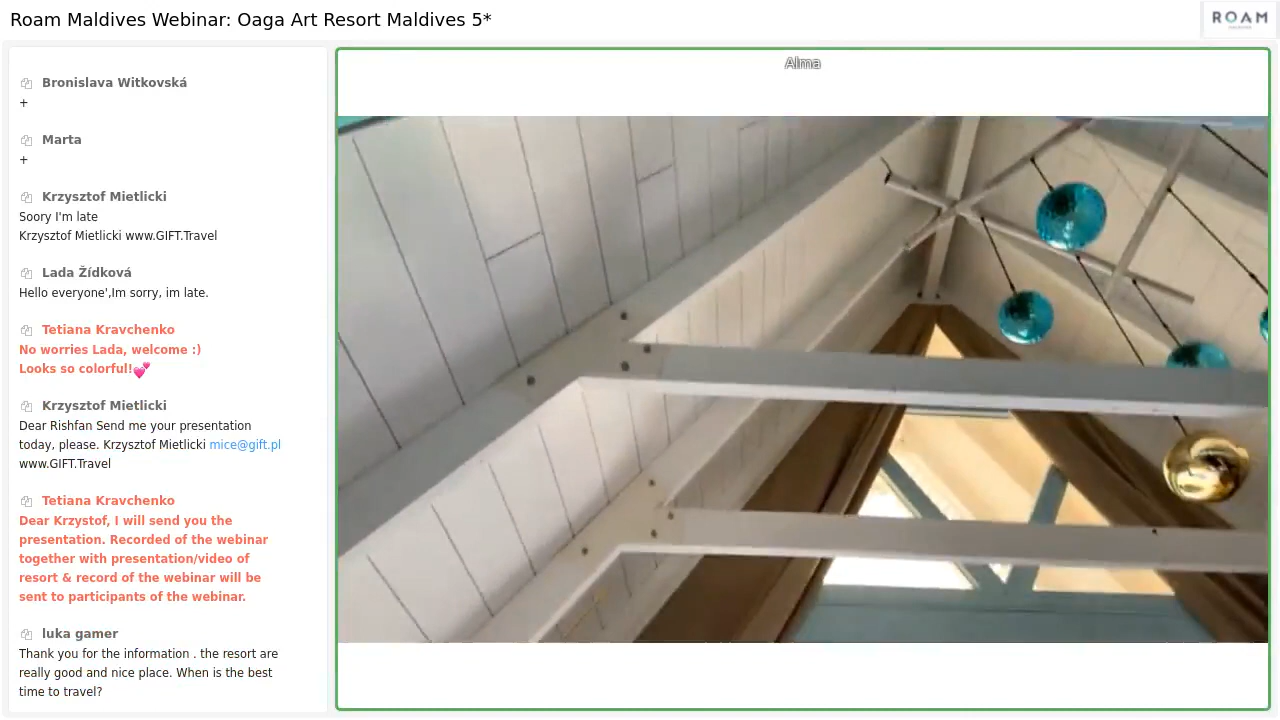 Roam Maldives Webinar: Oaga Art Resort Maldives 5*
ROAM
Alma
Bronislava Witkovská
+
Marta
+
Krzysztof Mietlicki
Soory I'm late
Krzysztof Mietlicki www.GIFT.Travel
Lada Žídková
Hello everyone',Im sorry, im late.
Tetiana Kravchenko
No worries Lada, welcome :)
Looks so colorful!💕
Krzysztof Mietlicki
Dear Rishfan Send me your presentation
today, please. Krzysztof Mietlicki mice@gift.pl
www.GIFT.Travel
Tetiana Kravchenko
Dear Krzystof, I will send you the
presentation. Recorded of the webinar
together with presentation/video of
resort & record of the webinar will be
sent to participants of the webinar.
luka gamer
Thank you for the information . the resort are
really good and nice place. When is the best
time to travel?